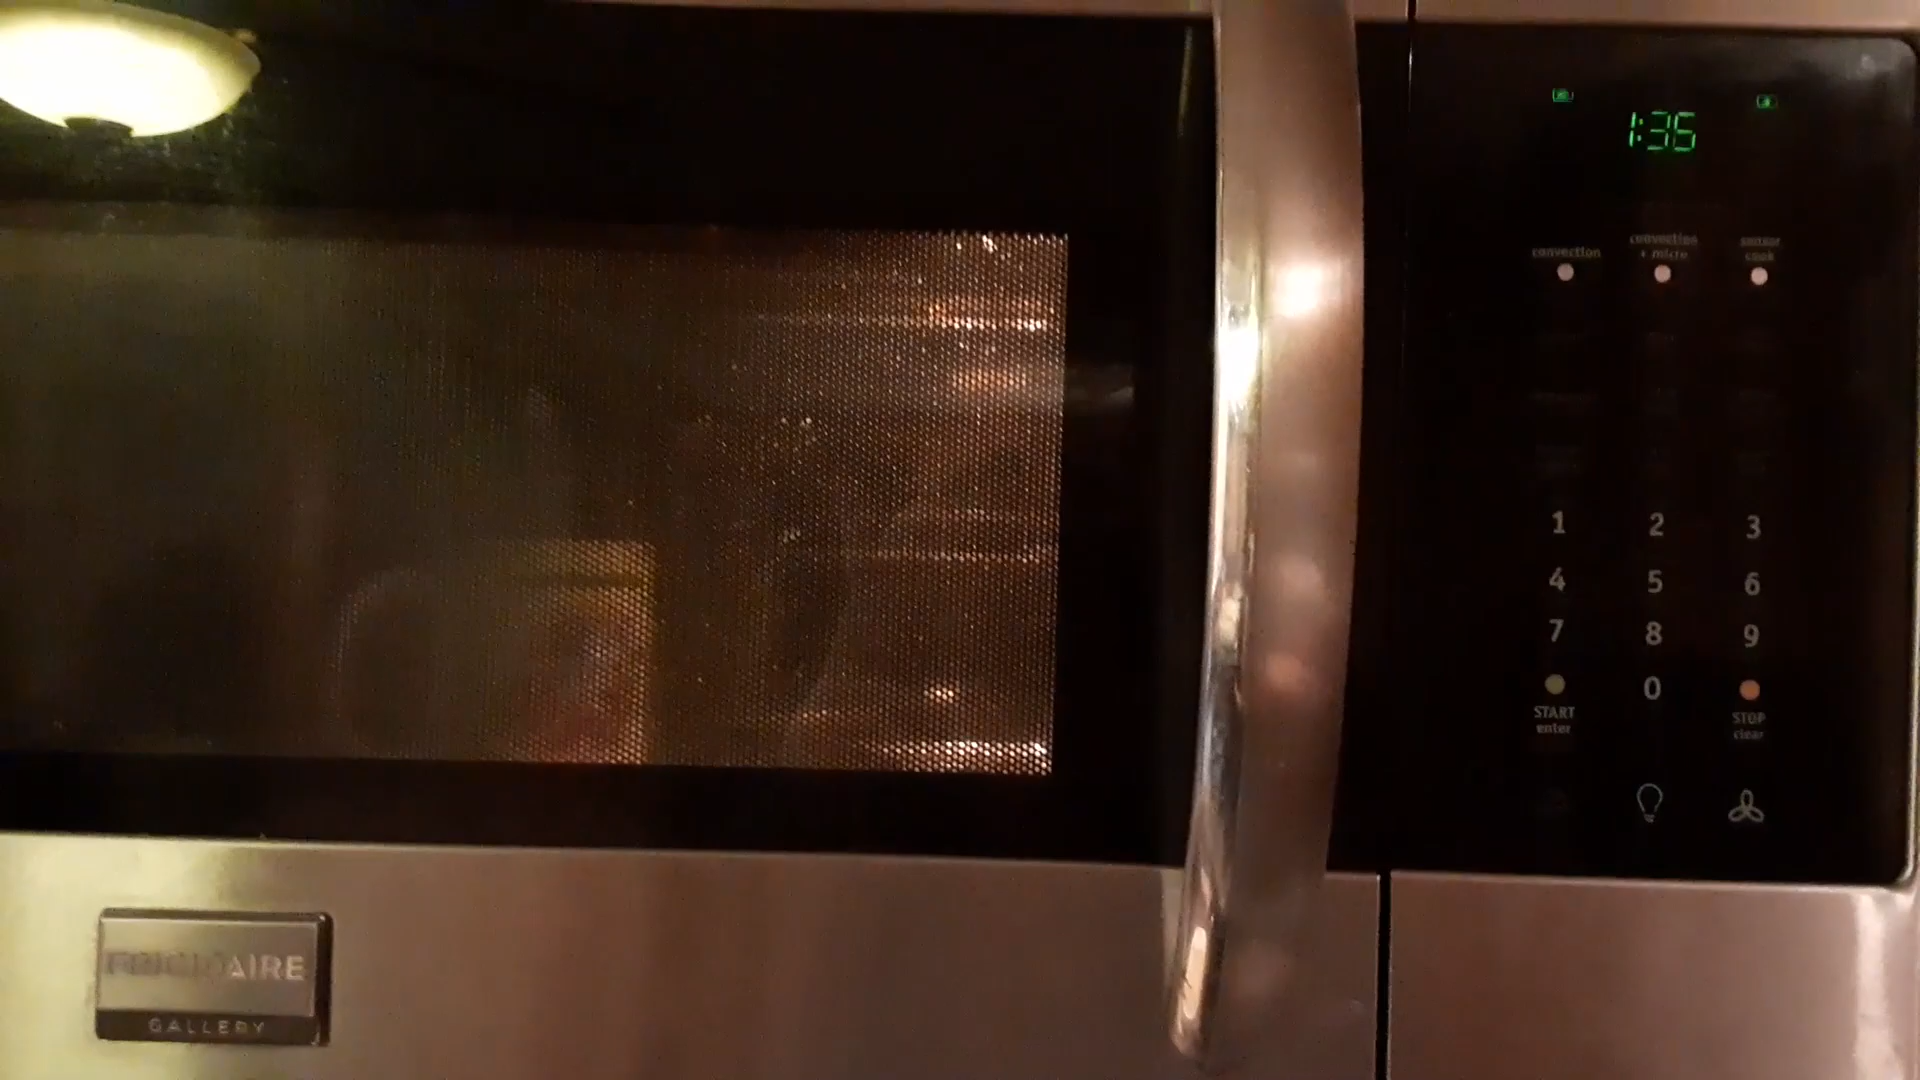 1:36
convection
convection
+ micro
sensor
cook
1 2 3
4 5 6
7 8 9
0
START
enter
STOP
clear
FRIGIDAIRE
GALLERY